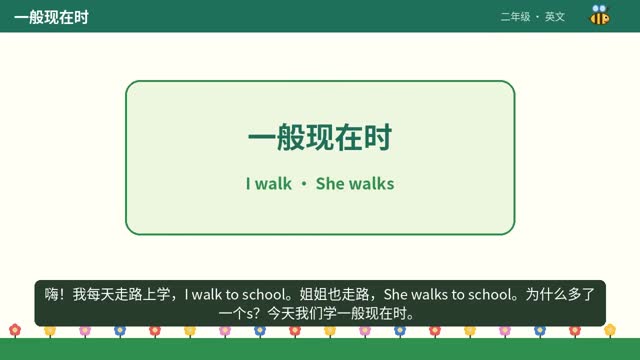 一般现在时
二年级 · 英文
一般现在时
I walk · She walks
嗨！我每天走路上学，I walk to school。姐姐也走路，She walks to school。为什么多了
一个s？今天我们学一般现在时。